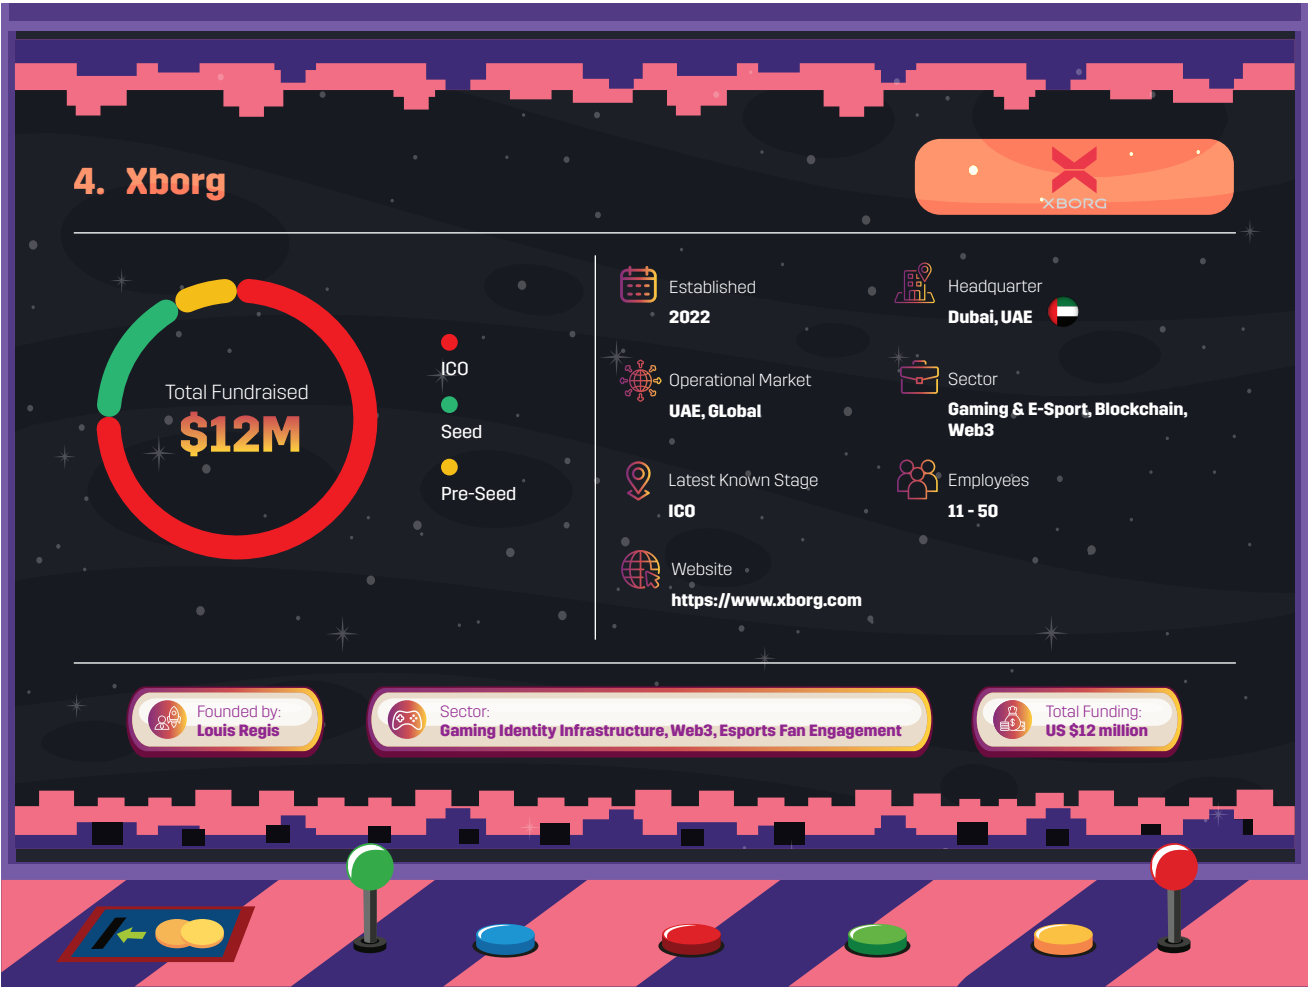 4. Xborg
XBORG
Total Fundraised
$12M
ICO
Seed
Pre-Seed
Established
2022
Headquarter
Dubai, UAE
Operational Market
UAE, GLobal
Sector
Gaming & E-Sport, Blockchain,
Web3
Latest Known Stage
ICO
Employees
11 - 50
Website
https://www.xborg.com
Founded by:
Louis Regis
Sector:
Gaming Identity Infrastructure, Web3, Esports Fan Engagement
Total Funding:
US $12 million